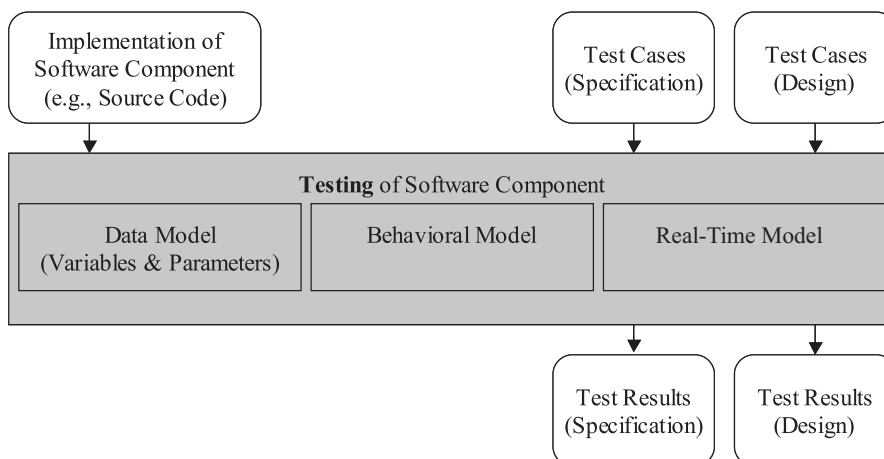 Implementation of
Software Component
(e.g., Source Code)
Test Cases
(Specification)
Test Cases
(Design)
Testing of Software Component
Data Model
(Variables & Parameters)
Behavioral Model
Real-Time Model
Test Results
(Specification)
Test Results
(Design)